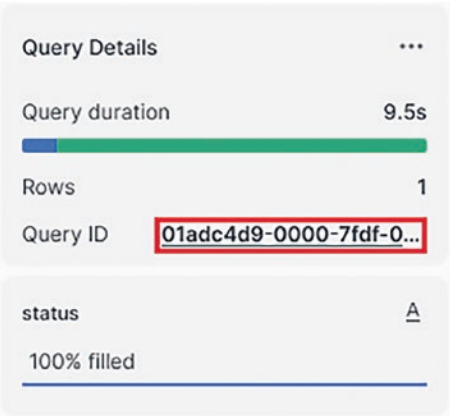 Query Details ...
Query duration 9.5s
Rows 1
Query ID 01adc4d9-0000-7fdf-0...
status A
100% filled